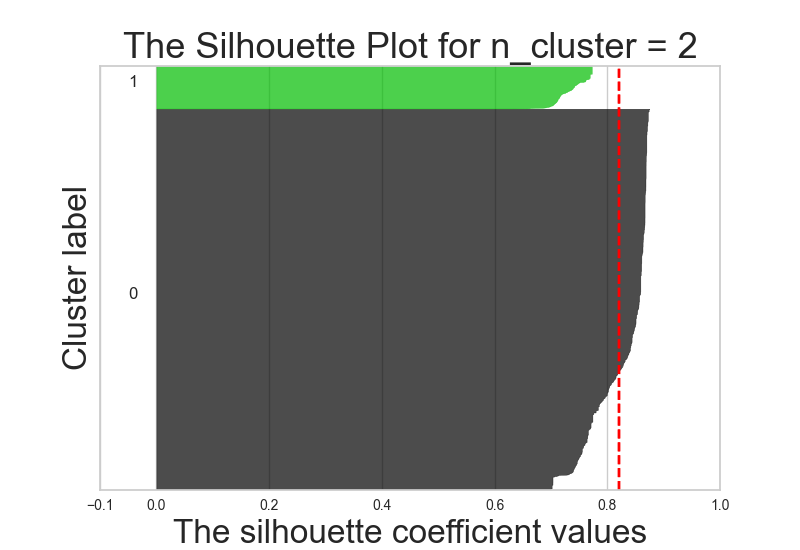 The Silhouette Plot for n_cluster = 2
1
0
Cluster label
−0.1 0.0 0.2 0.4 0.6 0.8 1.0
The silhouette coefficient values